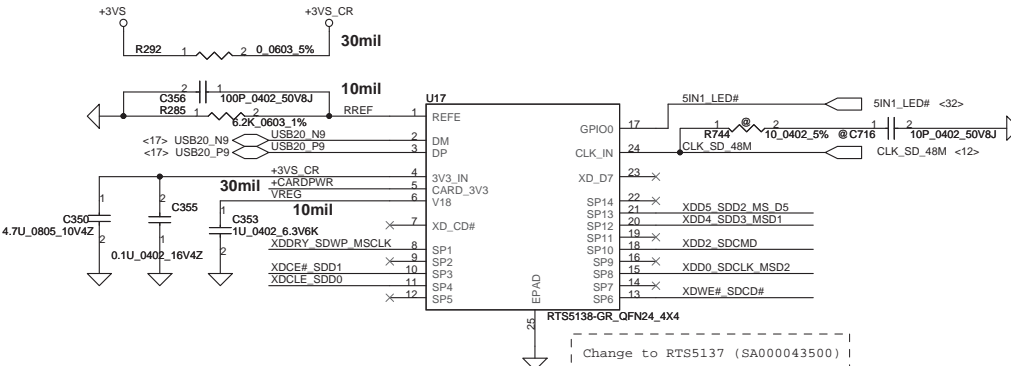 +3VS +3VS_CR
R292 1 2 0_0603_5% 30mil
2 1 10mil
C356 100P_0402_50V8J U17
R285 1 2 RREF 1 REFE 5IN1_LED# 5IN1_LED# <32>
6.2K_0603_1% GPIO0 17 R744 1 @ 2 10_0402_5% @ C716 1 2 10P_0402_50V8J
<17> USB20_N9 USB20_N9 2 DM
<17> USB20_P9 USB20_P9 3 DP CLK_IN 24 CLK_SD_48M CLK_SD_48M <12>
+3VS_CR 4 3V3_IN XD_D7 23
30mil +CARDPWR 5 CARD_3V3
VREG 6 V18 SP14 22
10mil SP13 21 XDD5_SDD2_MS_D5
1 C350 2 4.7U_0805_10V4Z
2 C355 1 0.1U_0402_16V4Z
1 C353 2 1U_0402_6.3V6K
7 XD_CD# SP12 20 XDD4_SDD3_MSD1
SP11 19
XDDRY_SDWP_MSCLK 8 SP1 SP10 18 XDD2_SDCMD
9 SP2 SP9 16
XDCE#_SDD1 10 SP3 SP8 15 XDD0_SDCLK_MSD2
XDCLE_SDD0 11 SP4 SP7 14
12 SP5 SP6 13 XDWE#_SDCD#
EPAD
25 RTS5138-GR_QFN24_4X4
Change to RTS5137 (SA000043500)